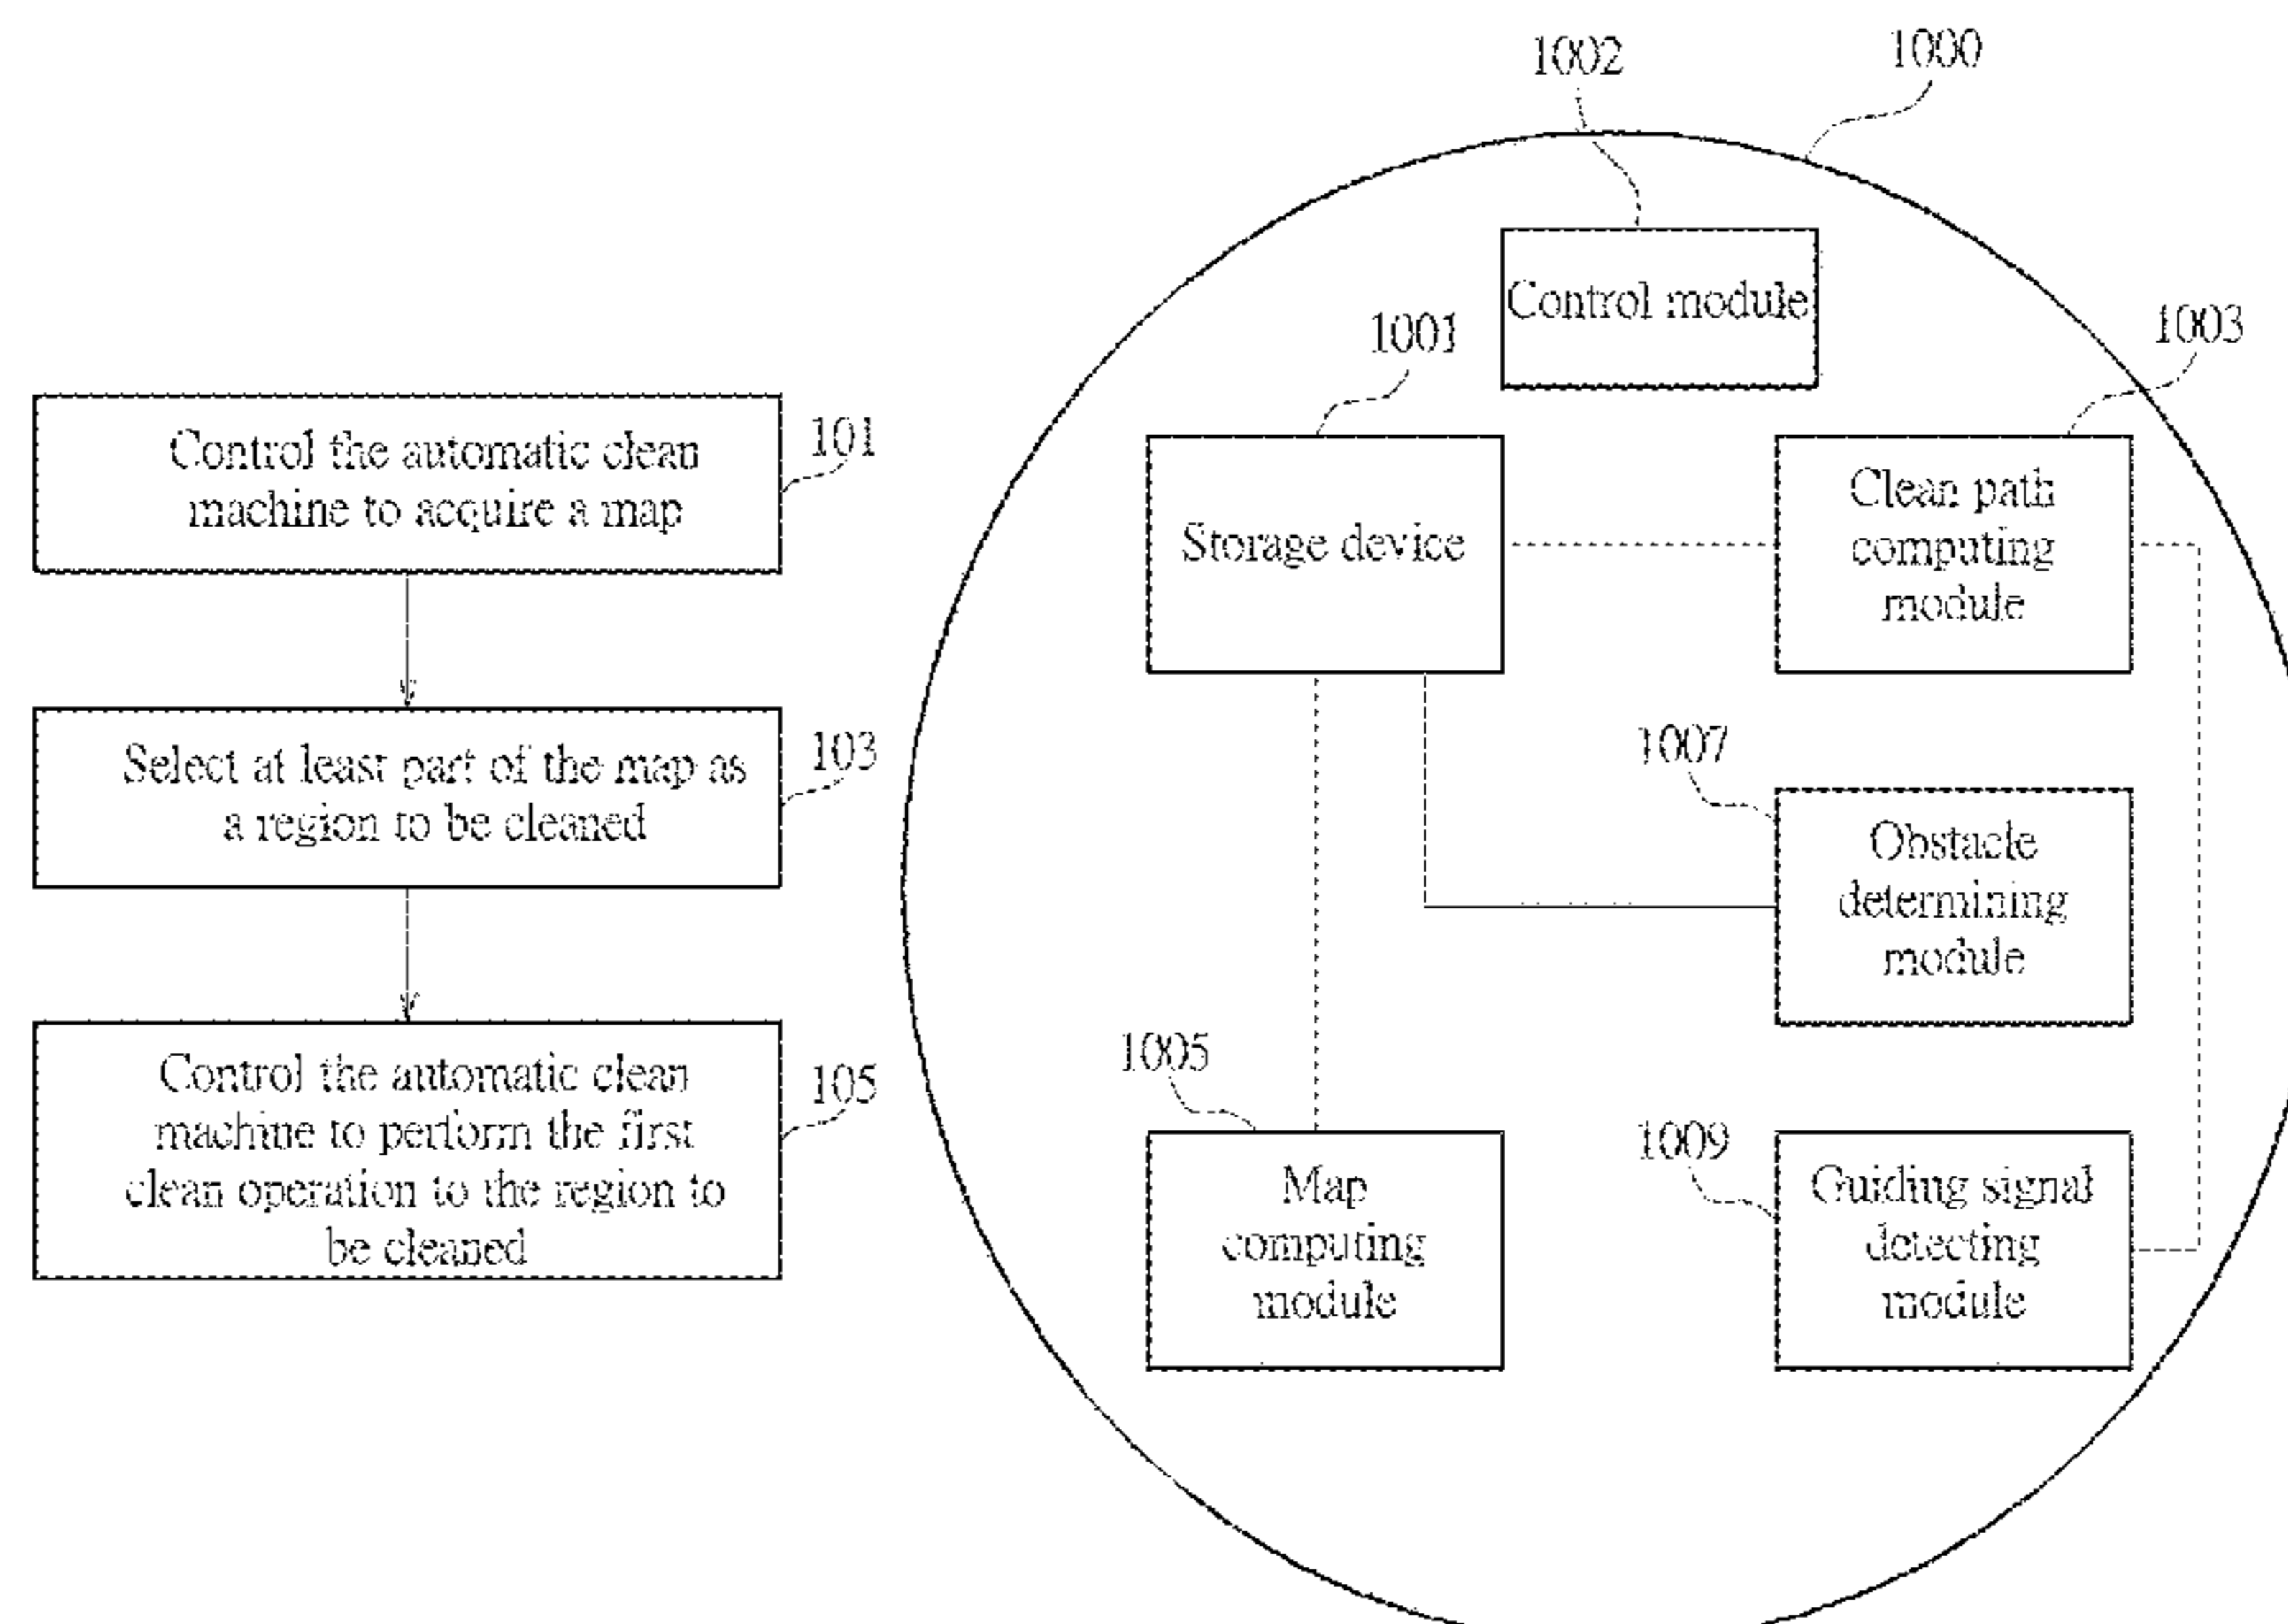 Control the automatic clean
machine to acquire a map
101
Select at least part of the map as
a region to be cleaned
103
Control the automatic clean
machine to perform the first
clean operation to the region to
be cleaned
105
1000
1002
Control module
1001
Storage device
1003
Clean path
computing
module
1007
Obstacle
determining
module
1005
Map
computing
module
1009
Guiding signal
detecting
module